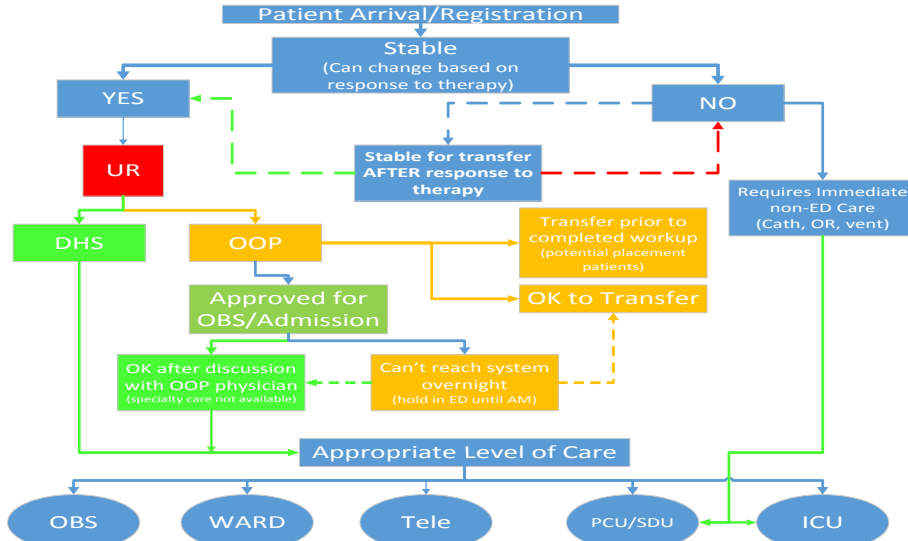 Patient Arrival/Registration
Stable
(Can change based on
response to therapy)
YES
NO
UR
Stable for transfer
AFTER response to
therapy
Requires Immediate
non-ED Care
(Cath, OR, vent)
DHS
OOP
Transfer prior to
completed workup
(potential placement
patients)
Approved for
OBS/Admission
OK to Transfer
OK after discussion
with OOP physician
(specialty care not available)
Can't reach system
overnight
(hold in ED until AM)
Appropriate Level of Care
OBS
WARD
Tele
PCU/SDU
ICU